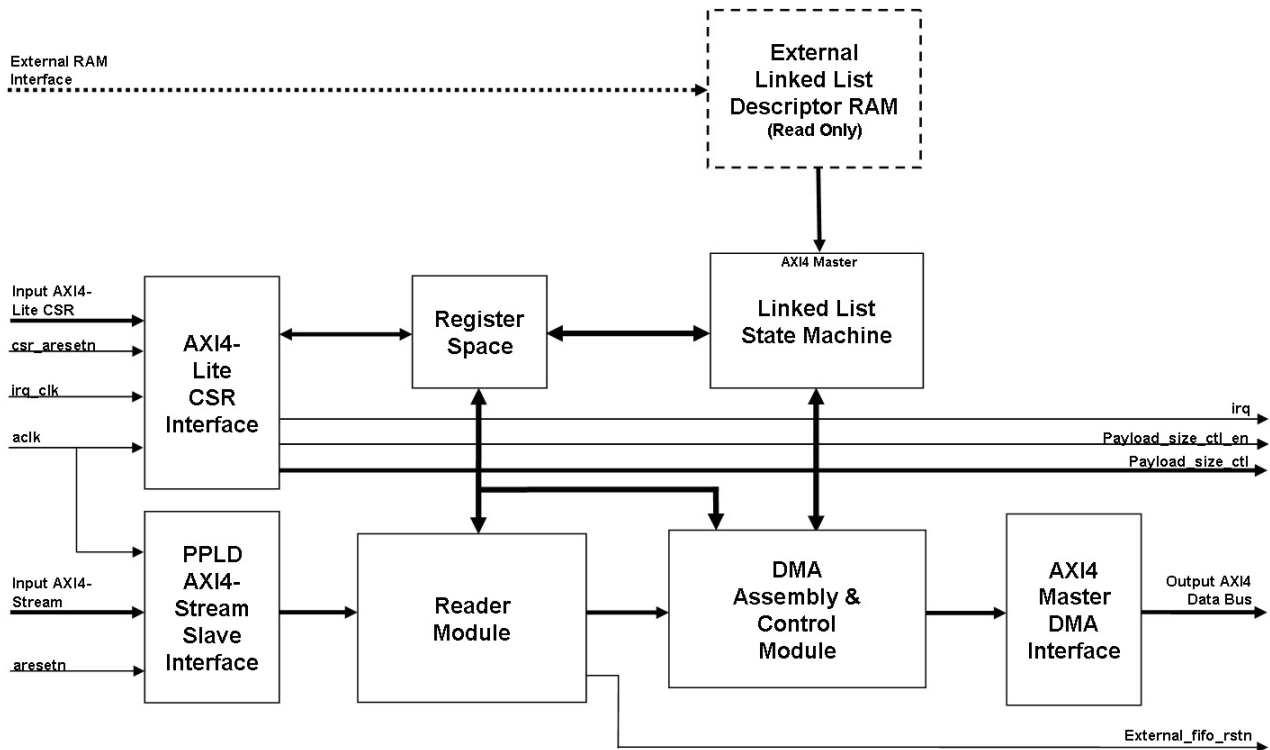 External RAM
Interface
External
Linked List
Descriptor RAM
(Read Only)
Input AXI4-
Lite CSR
csr_aresetn
irq_clk
aclk
AXI4-
Lite
CSR
Interface
Register
Space
AXI4 Master
Linked List
State Machine
irq
Payload_size_ctl_en
Payload_size_ctl
Input AXI4-
Stream
aresetn
PPLD
AXI4-
Stream
Slave
Interface
Reader
Module
DMA
Assembly &
Control
Module
AXI4
Master
DMA
Interface
Output AXI4
Data Bus
External_fifo_rstn